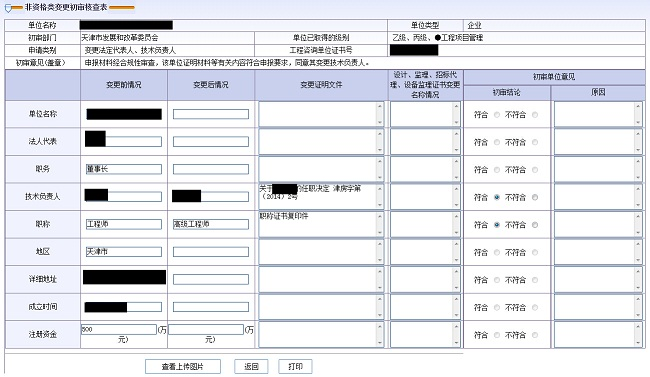 非资格类变更初审核查表
单位名称 单位类型 企业
初审部门 天津市发展和改革委员会 单位已取得的级别 乙级、丙级、●工程项目管理
申请类别 变更法定代表人、技术负责人 工程咨询单位证书号
初审意见(盖章) 申报材料经合规性审查，该单位证明材料等有关内容符合申报要求，同意其变更技术负责人。
变更前情况 变更后情况 变更证明文件 设计、监理、招标代理、设备监理证书变更名称情况 初审单位意见
初审结论 原因
单位名称 符合 不符合
法人代表 符合 不符合
职务 董事长 符合 不符合
技术负责人 关于 的任职决定 津房字第（2014）2号 符合 不符合
职称 工程师 高级工程师 职称证书复印件 符合 不符合
地区 天津市 符合 不符合
详细地址 符合 不符合
成立时间 符合 不符合
注册资金 500 (万元) (万元) 符合 不符合
查看上传图片 返回 打印